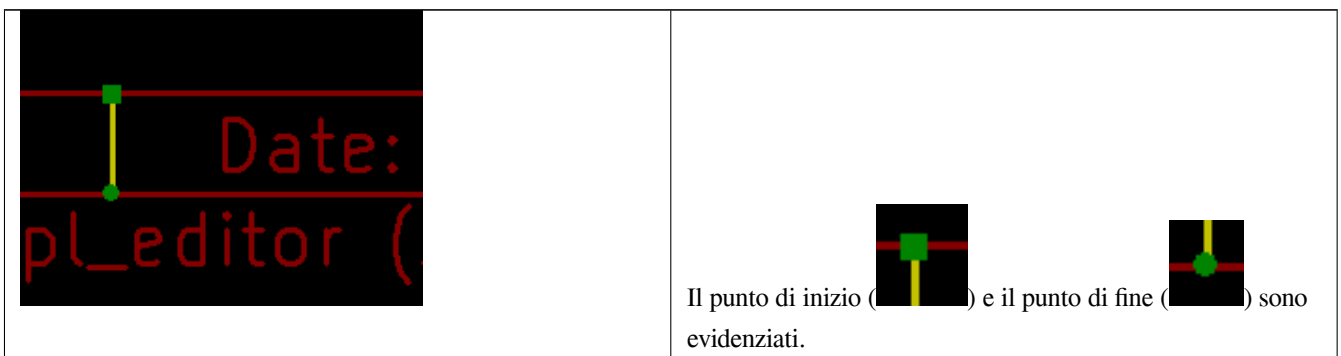 Date:
pl_editor (
Il punto di inizio ( ) e il punto di fine ( ) sono
evidenziati.